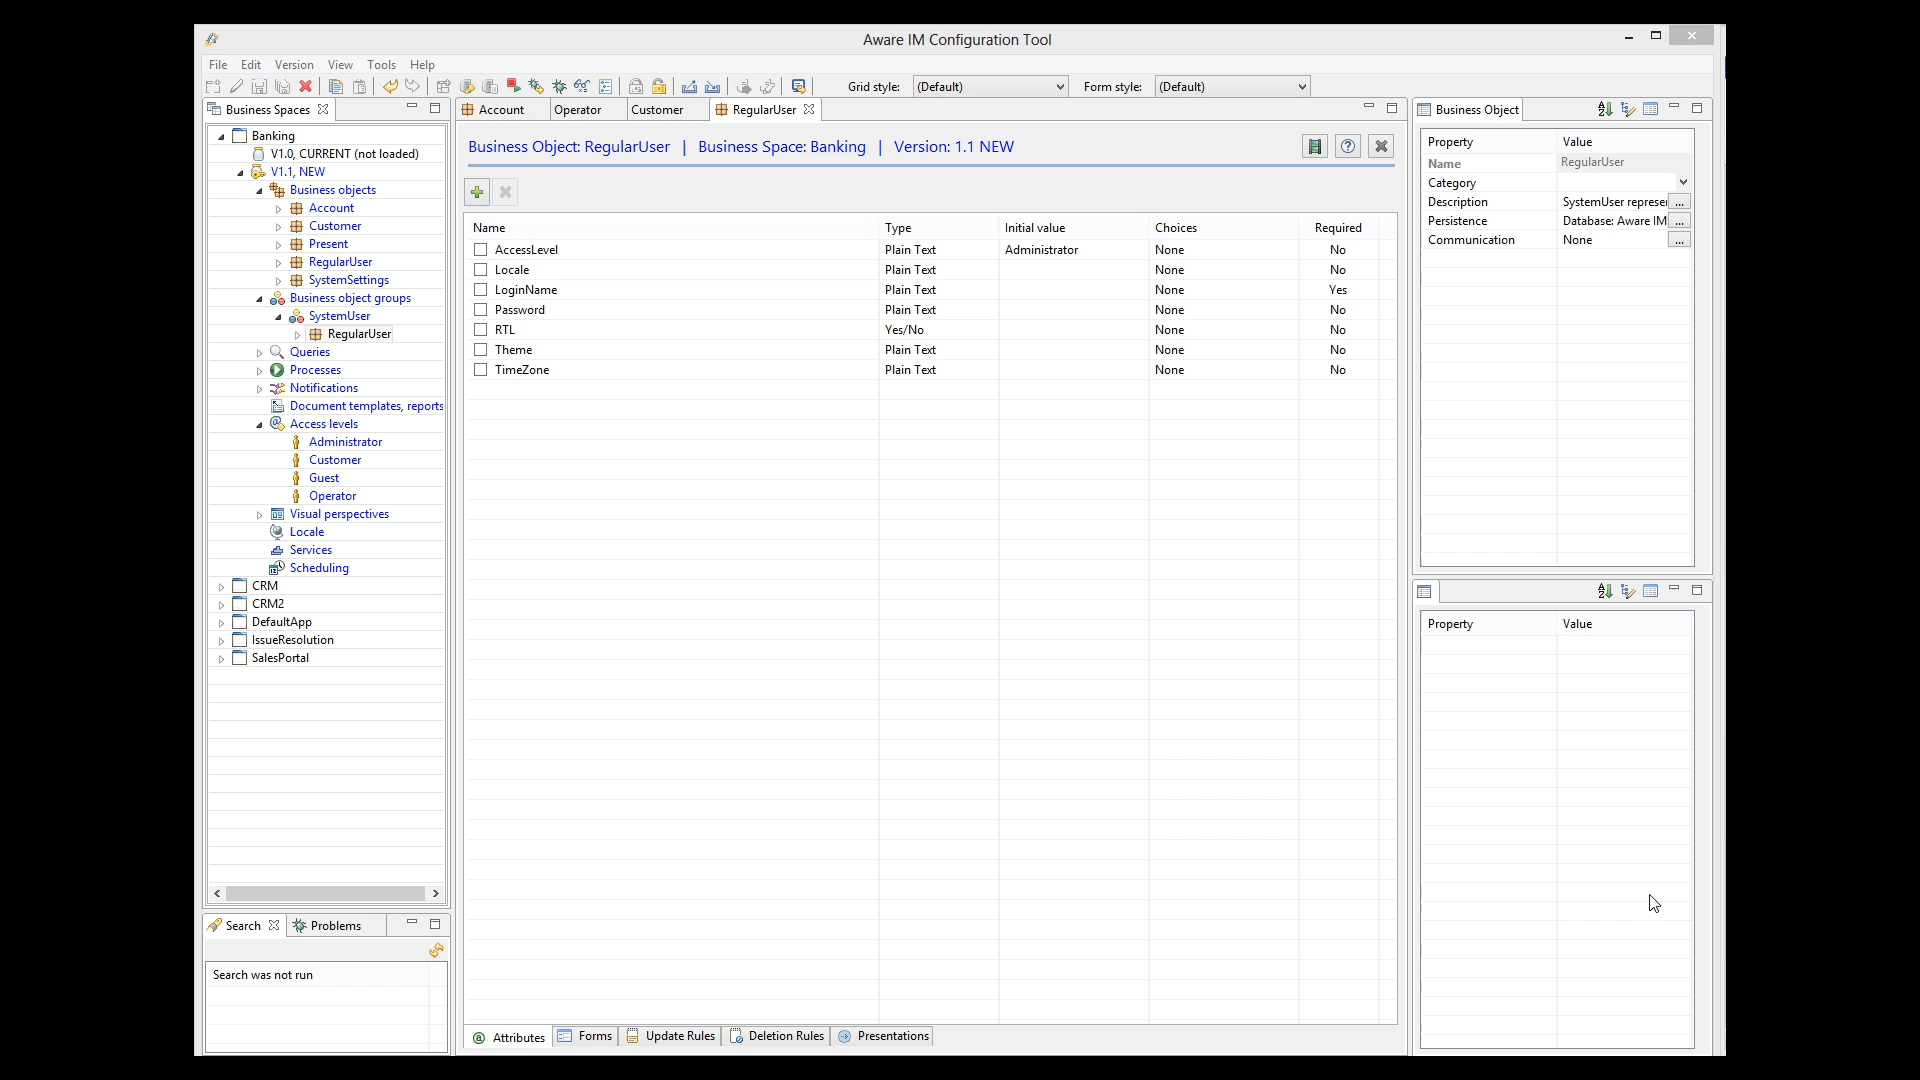 Aware IM Configuration Tool
File Edit Version View Tools Help
Grid style: (Default) Form style: (Default)
Business Spaces
Account Operator Customer RegularUser
Business Object
Banking
V1.0, CURRENT (not loaded)
V1.1, NEW
Business objects
Account
Customer
Present
RegularUser
SystemSettings
Business object groups
SystemUser
RegularUser
Queries
Processes
Notifications
Document templates, reports
Access levels
Administrator
Customer
Guest
Operator
Visual perspectives
Locale
Services
Scheduling
CRM
CRM2
DefaultApp
IssueResolution
SalesPortal
Search Problems
Search was not run
Business Object: RegularUser | Business Space: Banking | Version: 1.1 NEW
Name Type Initial value Choices Required
AccessLevel Plain Text Administrator None No
Locale Plain Text None No
LoginName Plain Text None Yes
Password Plain Text None No
RTL Yes/No None No
Theme Plain Text None No
TimeZone Plain Text None No
Attributes Forms Update Rules Deletion Rules Presentations
Property Value
Name RegularUser
Category
Description SystemUser represe ...
Persistence Database: Aware IM ...
Communication None ...
Property Value